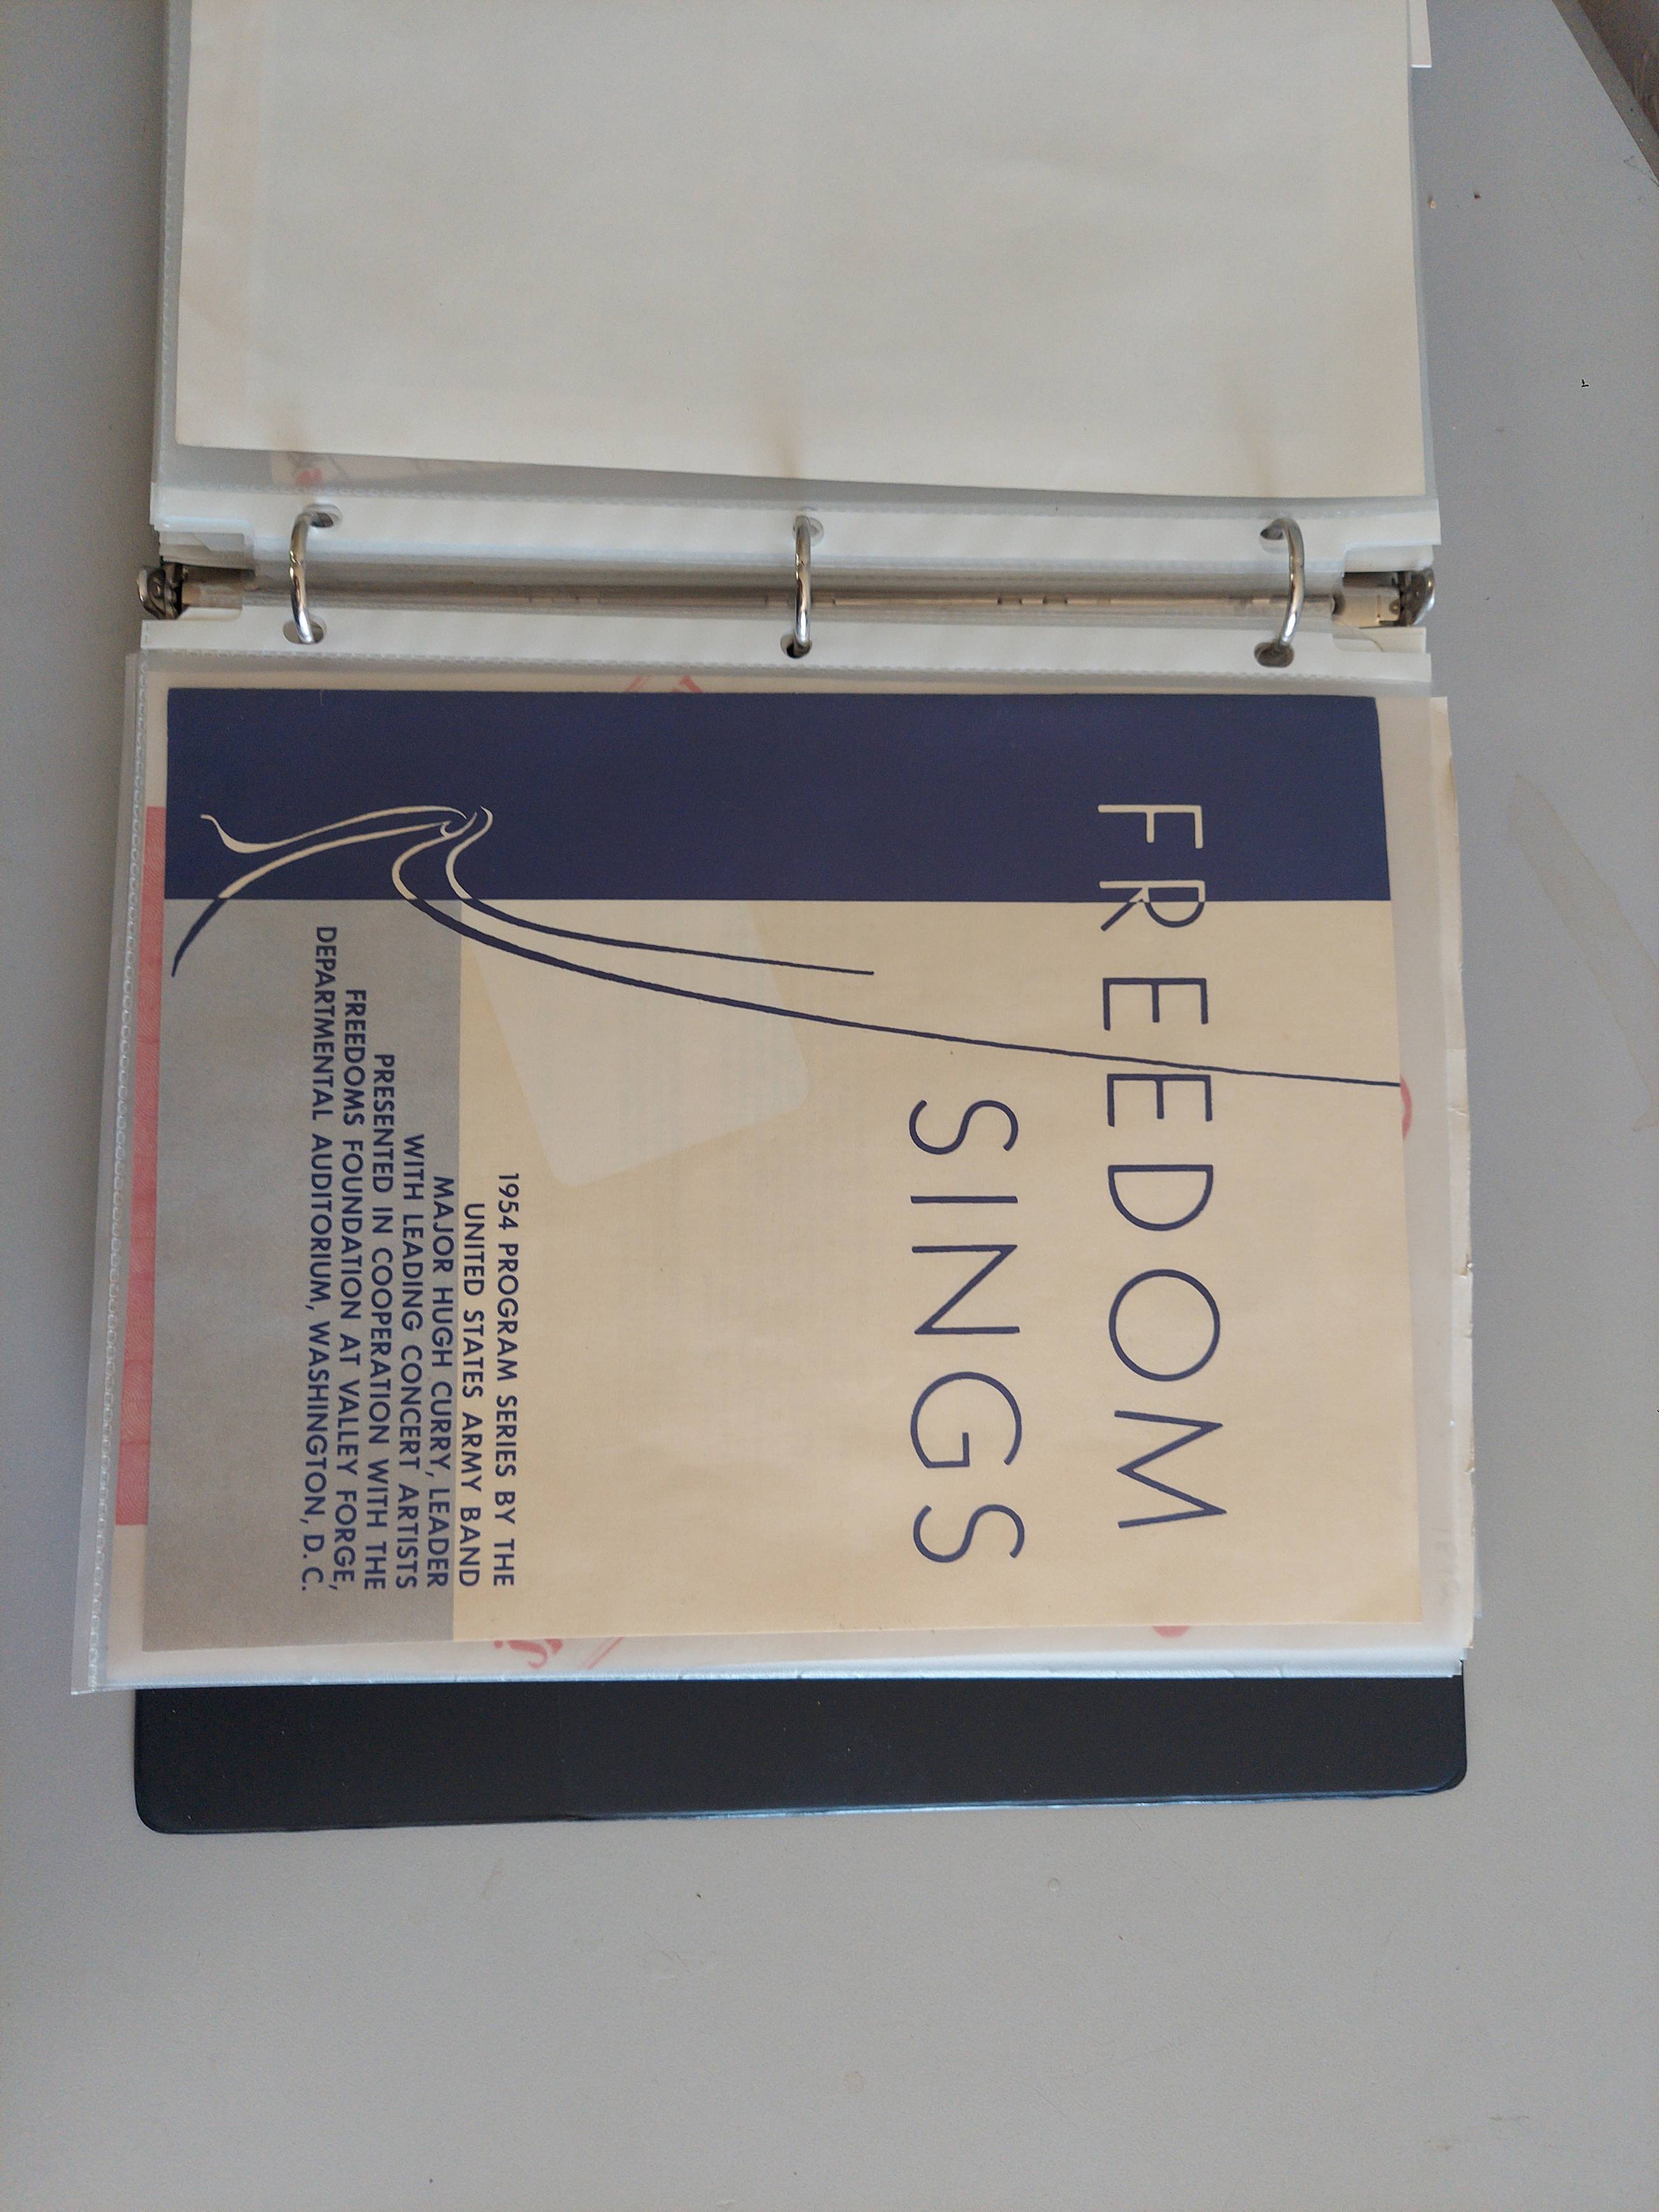 FREEDOM
SINGS
1954 PROGRAM SERIES BY THE
UNITED STATES ARMY BAND
MAJOR HUGH CURRY, LEADER
WITH LEADING CONCERT ARTISTS
PRESENTED IN COOPERATION WITH THE
FREEDOMS FOUNDATION AT VALLEY FORGE,
DEPARTMENTAL AUDITORIUM, WASHINGTON, D. C.